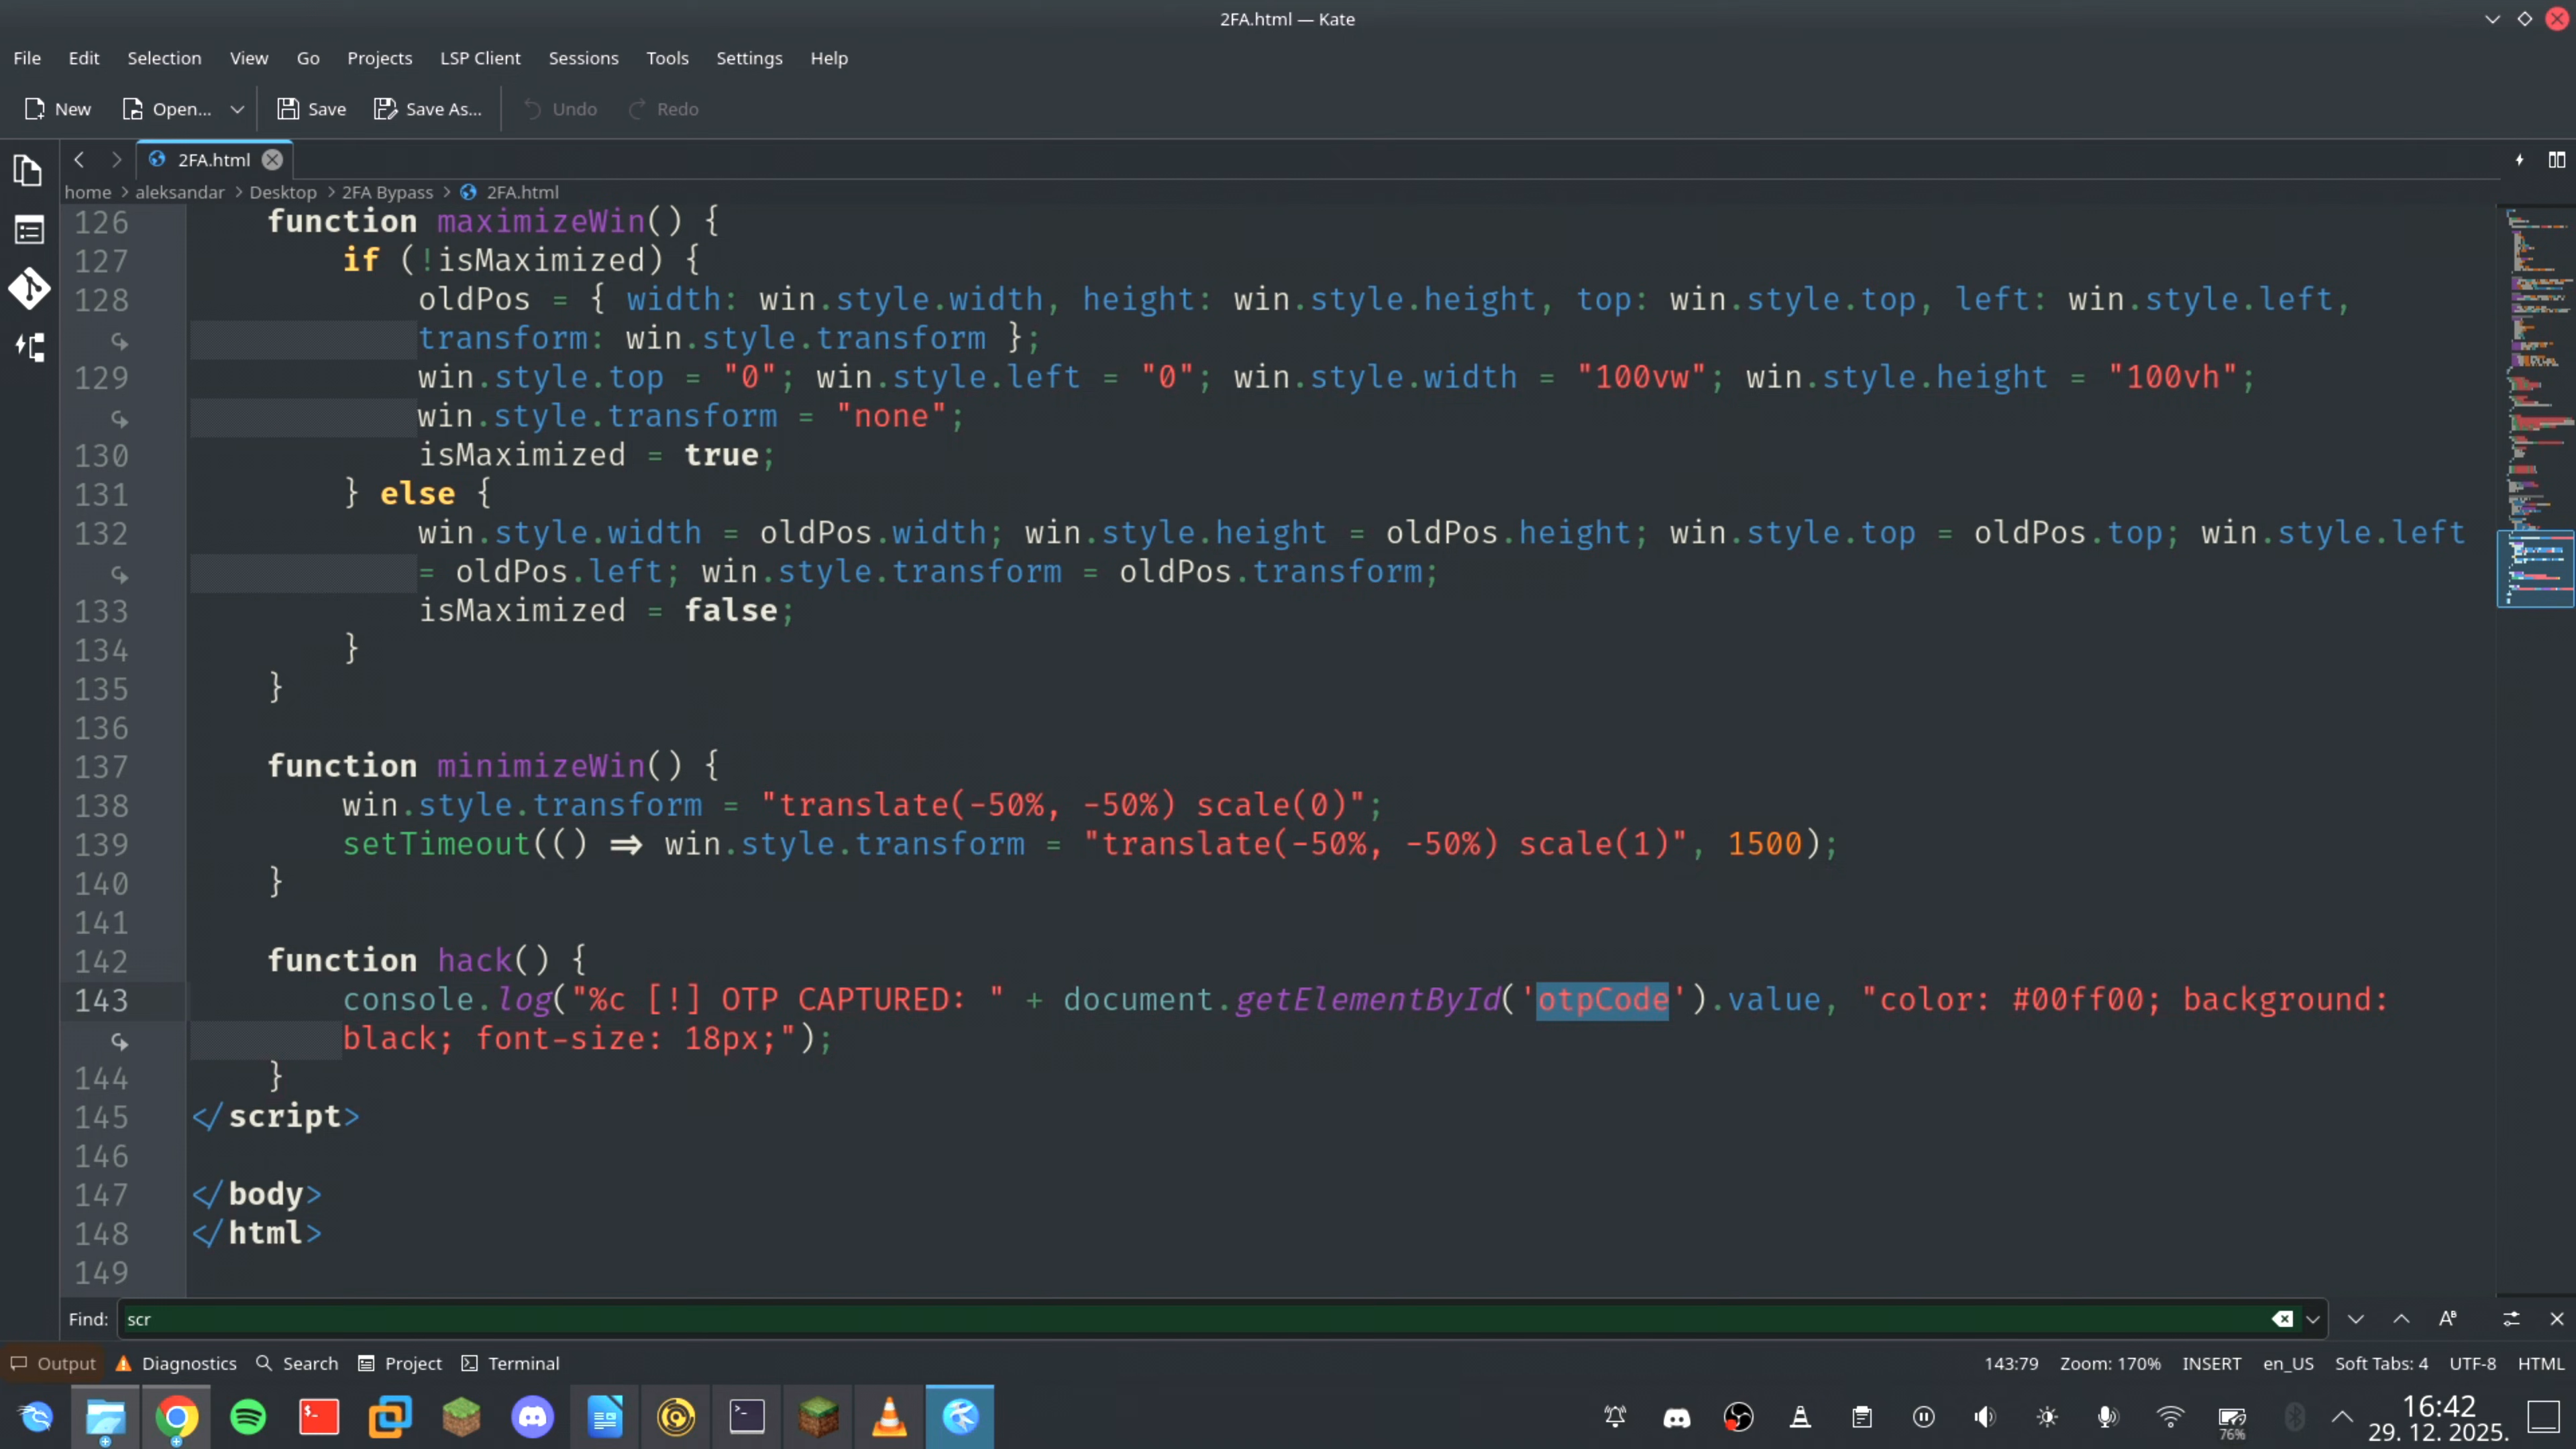 2FA.html — Kate
File Edit Selection View Go Projects LSP Client Sessions Tools Settings Help
New Open... Save Save As... Undo Redo
2FA.html
home > aleksandar > Desktop > 2FA Bypass > 2FA.html
126 function maximizeWin() {
127 if (!isMaximized) {
128 oldPos = { width: win.style.width, height: win.style.height, top: win.style.top, left: win.style.left,
transform: win.style.transform };
129 win.style.top = "0"; win.style.left = "0"; win.style.width = "100vw"; win.style.height = "100vh";
win.style.transform = "none";
130 isMaximized = true;
131 } else {
132 win.style.width = oldPos.width; win.style.height = oldPos.height; win.style.top = oldPos.top; win.style.left
= oldPos.left; win.style.transform = oldPos.transform;
133 isMaximized = false;
134 }
135 }
136
137 function minimizeWin() {
138 win.style.transform = "translate(-50%, -50%) scale(0)";
139 setTimeout(() => win.style.transform = "translate(-50%, -50%) scale(1)", 1500);
140 }
141
142 function hack() {
143 console.log("%c [!] OTP CAPTURED: " + document.getElementById('otpCode').value, "color: #00ff00; background:
black; font-size: 18px;");
144 }
145 </script>
146
147 </body>
148 </html>
149
Find: scr
Output Diagnostics Search Project Terminal 143:79 Zoom: 170% INSERT en_US Soft Tabs: 4 UTF-8 HTML
76% 16:42
29. 12. 2025.